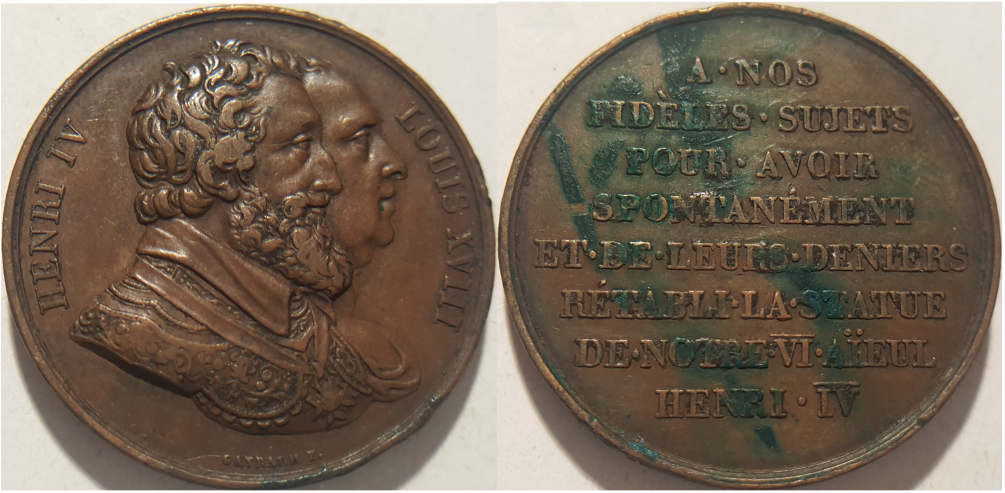 HENRI IV
LOUIS XVIII
GAYRARD F.
A·NOS
FIDÈLES·SUJETS
POUR·AVOIR
SPONTANÉMENT
ET·DE·LEURS·DENIERS
RÉTABLI·LA·STATUE
DE·NOTRE·VI·AÏEUL
HENRI·IV